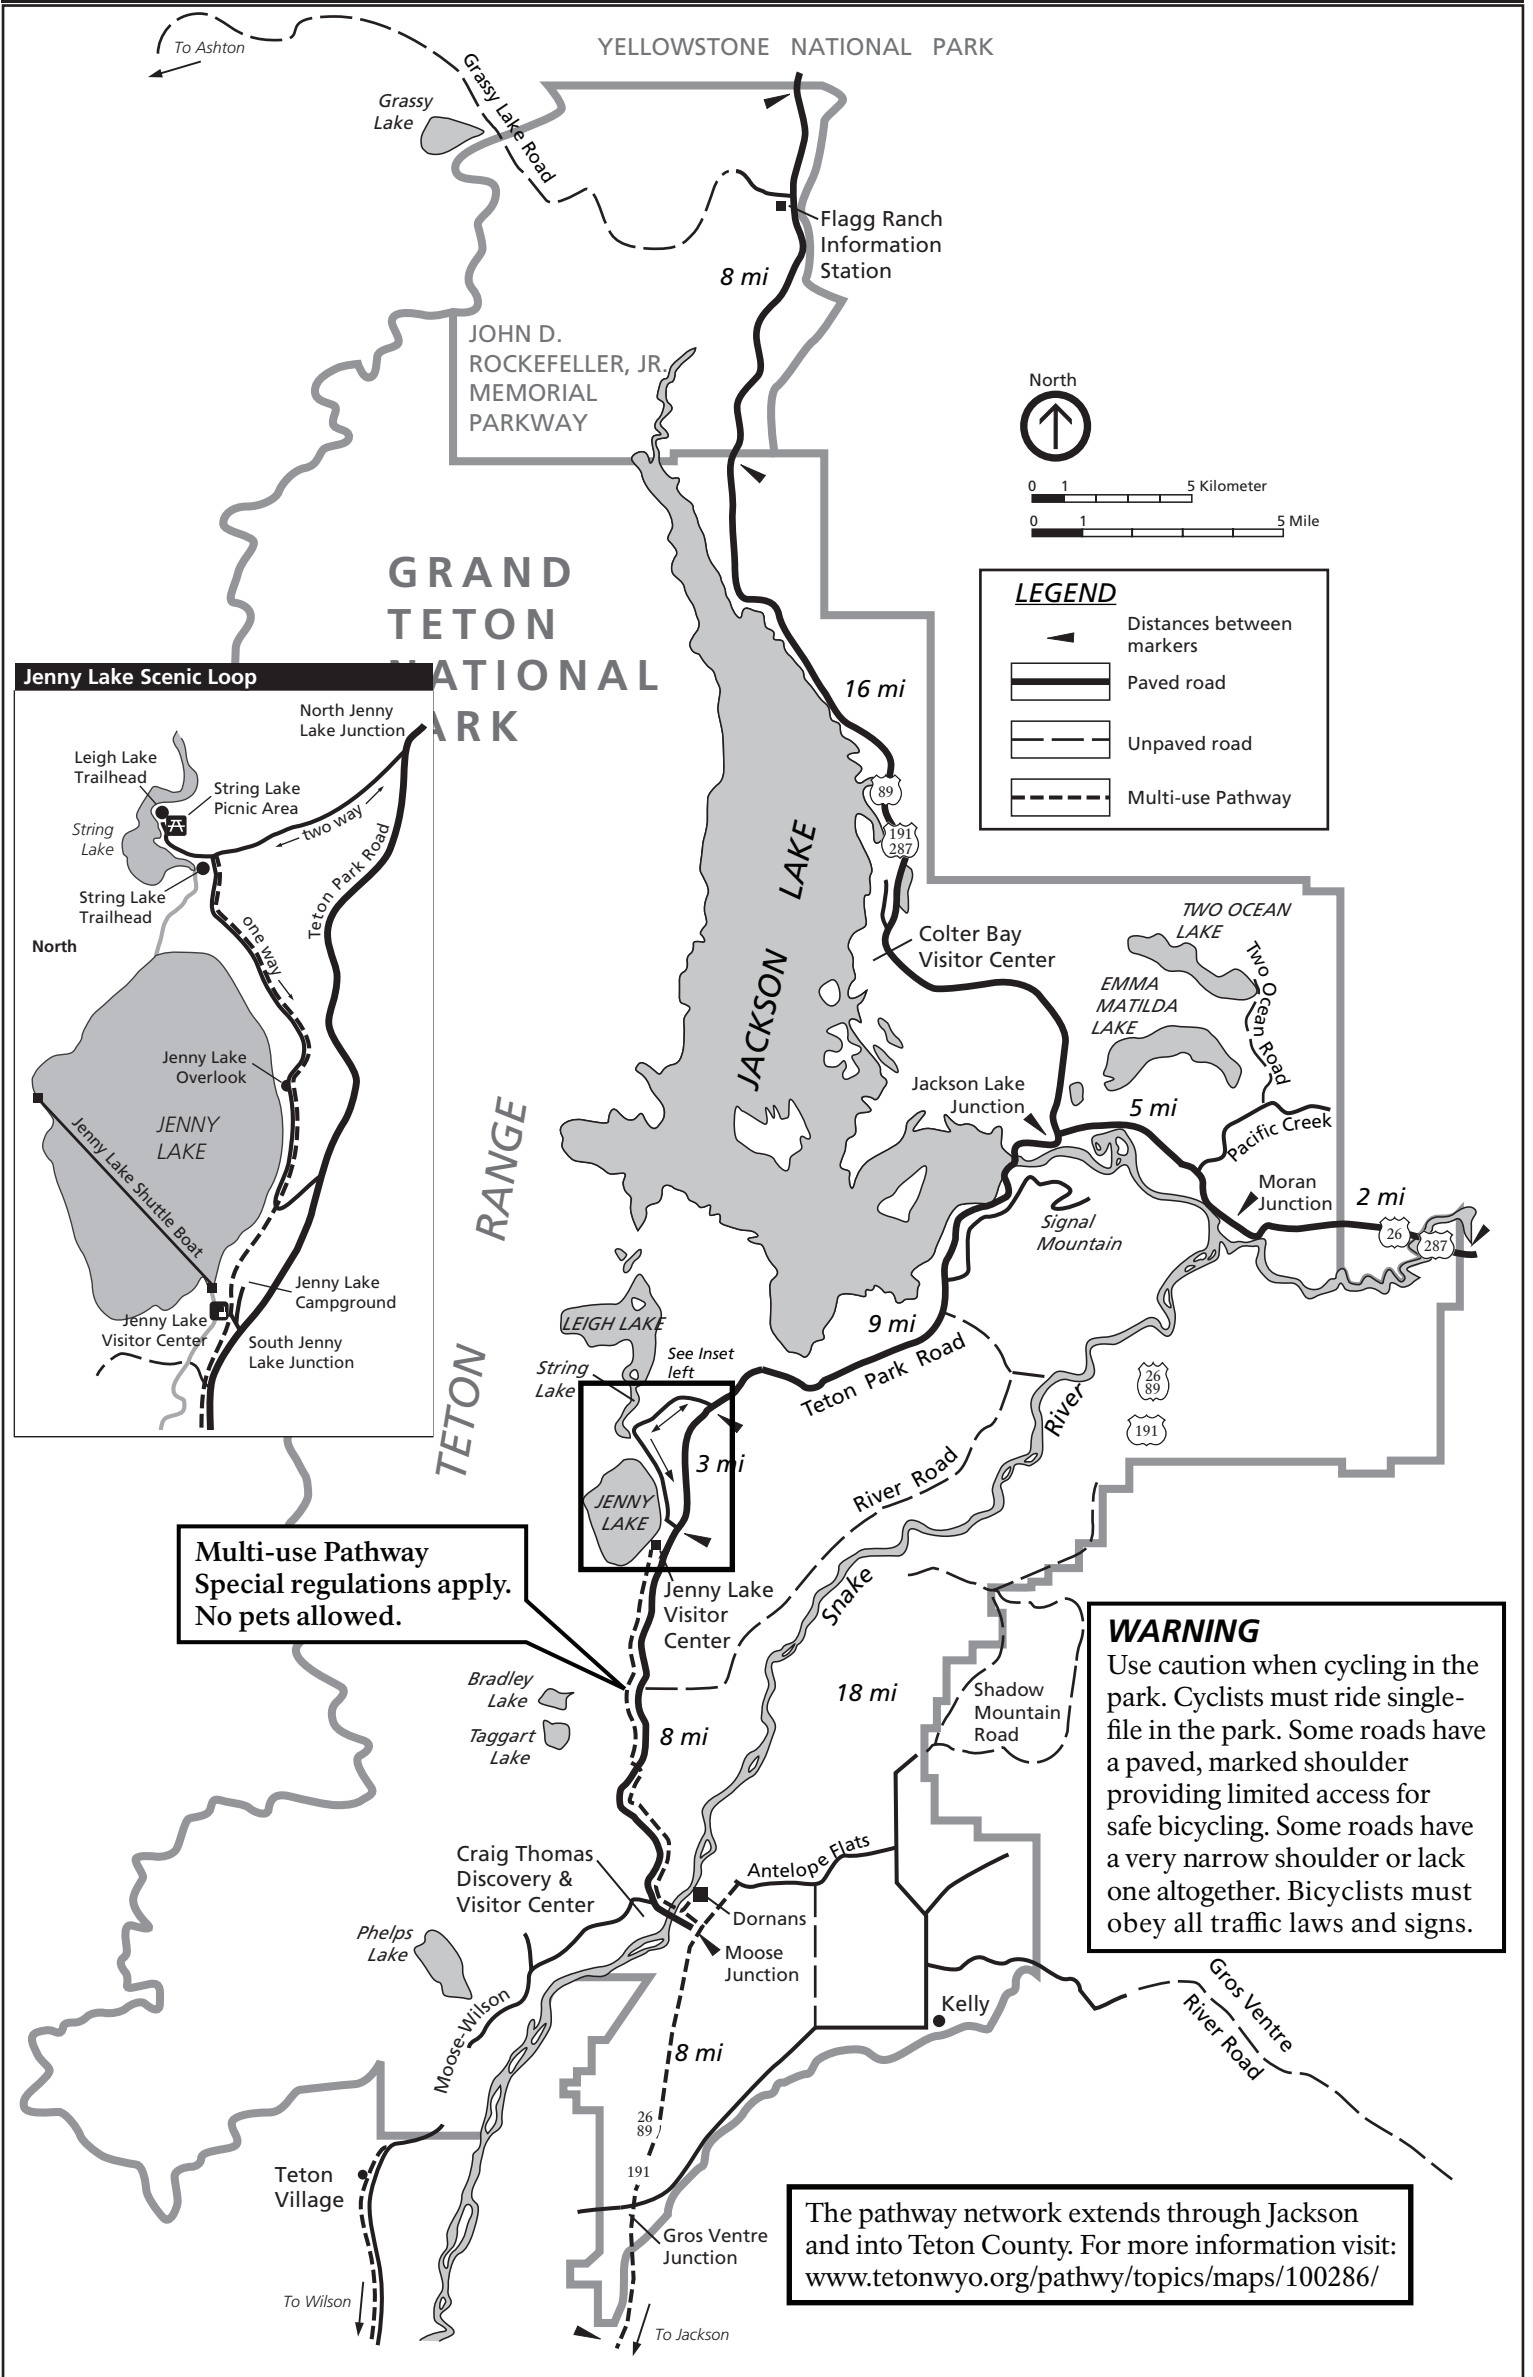 To Ashton
YELLOWSTONE NATIONAL PARK
Grassy
Lake
Grassy Lake Road
Flagg Ranch
Information
Station
8 mi
JOHN D.
ROCKEFELLER, JR.
MEMORIAL
PARKWAY
North
0 1 5 Kilometer
0 1 5 Mile
GRAND
TETON
NATIONAL
PARK
LEGEND
Distances between
markers
Paved road
Unpaved road
Multi-use Pathway
Jenny Lake Scenic Loop
North Jenny
Lake Junction
Leigh Lake
Trailhead
String Lake
Picnic Area
String
Lake
two way
Teton Park Road
String Lake
Trailhead
one way
North
Jenny Lake
Overlook
JENNY
LAKE
Jenny Lake Shuttle Boat
Jenny Lake
Campground
Jenny Lake
Visitor Center
South Jenny
Lake Junction
16 mi
89
191
287
JACKSON LAKE
Colter Bay
Visitor Center
TWO OCEAN
LAKE
EMMA
MATILDA
LAKE
Two Ocean Road
Jackson Lake
Junction
5 mi
Pacific Creek
Moran
Junction
2 mi
26
287
Signal
Mountain
TETON RANGE
LEIGH LAKE
9 mi
String
Lake
See Inset
left
Teton Park Road
26
89
191
3 mi
JENNY
LAKE
River Road
Snake River
Multi-use Pathway
Special regulations apply.
No pets allowed.
Jenny Lake
Visitor
Center
Bradley
Lake
Taggart
Lake
8 mi
18 mi
Shadow
Mountain
Road
WARNING
Use caution when cycling in the
park. Cyclists must ride single-
file in the park. Some roads have
a paved, marked shoulder
providing limited access for
safe bicycling. Some roads have
a very narrow shoulder or lack
one altogether. Bicyclists must
obey all traffic laws and signs.
Craig Thomas
Discovery &
Visitor Center
Antelope Flats
Dornans
Moose
Junction
Phelps
Lake
Moose-Wilson
Kelly
Gros Ventre
River Road
8 mi
26
89
191
Teton
Village
Gros Ventre
Junction
To Wilson
To Jackson
The pathway network extends through Jackson
and into Teton County. For more information visit:
www.tetonwyo.org/pathwy/topics/maps/100286/